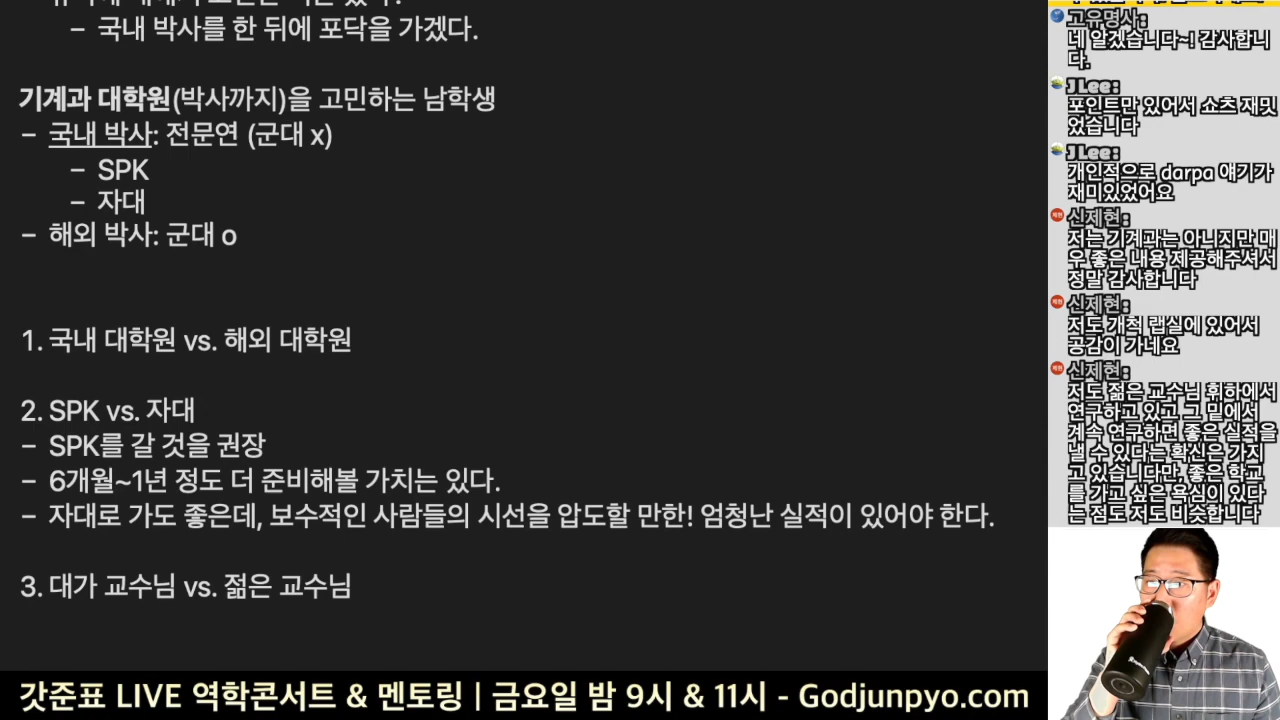 – 국내 박사를 한 뒤에 포닥을 가겠다.
기계과 대학원(박사까지)을 고민하는 남학생
– 국내 박사: 전문연 (군대 x)
– SPK
– 자대
– 해외 박사: 군대 o
1. 국내 대학원 vs. 해외 대학원
2. SPK vs. 자대
– SPK를 갈 것을 권장
– 6개월~1년 정도 더 준비해볼 가치는 있다.
– 자대로 가도 좋은데, 보수적인 사람들의 시선을 압도할 만한! 엄청난 실적이 있어야 한다.
3. 대가 교수님 vs. 젊은 교수님
고유명사:
네 알겠습니다~! 감사합니
다.
JLee:
포인트만 있어서 쇼츠 재밋
었습니다
JLee:
개인적으로 darpa 얘기가
재미있었어요
신제현:
저는 기계과는 아니지만 매
우 좋은 내용 제공해주셔서
정말 감사합니다
신제현:
저도 개척 랩실에 있어서
공감이 가네요
신제현:
저도 젊은 교수님 휘하에서
연구하고 있고 그 밑에서
계속 연구하면 좋은 실적을
낼 수 있다는 확신은 가지
고 있습니다만, 좋은 학교
를 가고 싶은 욕심이 있다
는 점도 저도 비슷합니다
갓준표 LIVE 역학콘서트 & 멘토링 | 금요일 밤 9시 & 11시 - Godjunpyo.com